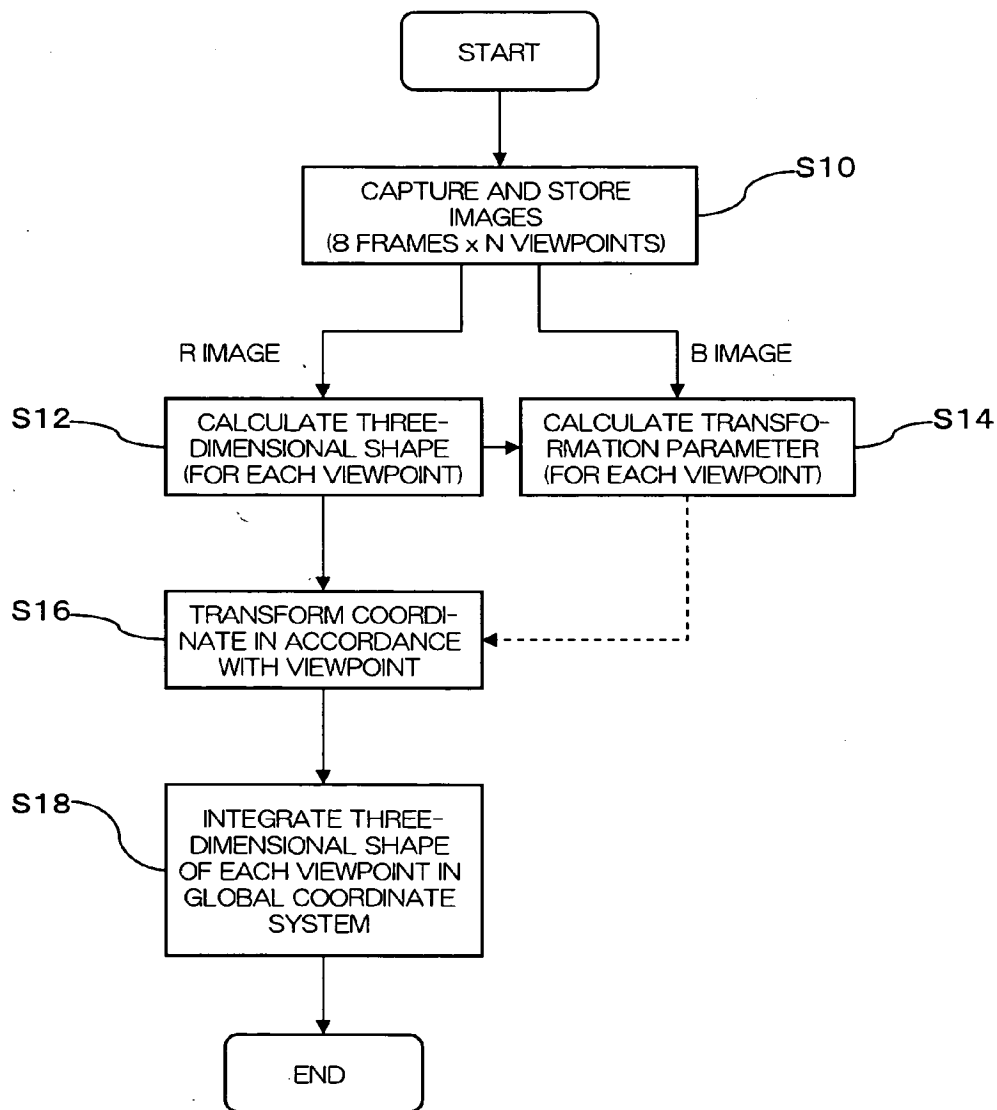 START
S10
CAPTURE AND STORE
IMAGES
(8 FRAMES x N VIEWPOINTS)
R IMAGE
B IMAGE
S12
CALCULATE THREE-
DIMENSIONAL SHAPE
(FOR EACH VIEWPOINT)
CALCULATE TRANSFO-
RMATION PARAMETER
(FOR EACH VIEWPOINT)
S14
S16
TRANSFORM COORDI-
NATE IN ACCORDANCE
WITH VIEWPOINT
S18
INTEGRATE THREE-
DIMENSIONAL SHAPE
OF EACH VIEWPOINT IN
GLOBAL COORDINATE
SYSTEM
END